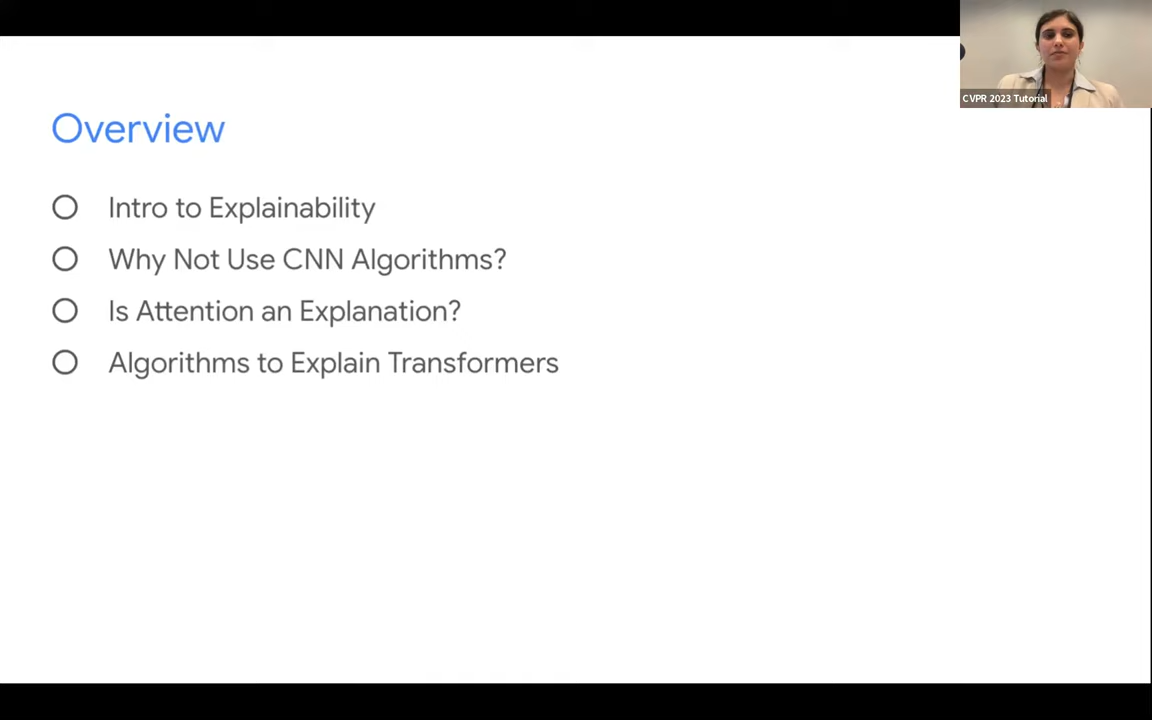 CVPR 2023 Tutorial
Overview
Intro to Explainability
Why Not Use CNN Algorithms?
Is Attention an Explanation?
Algorithms to Explain Transformers